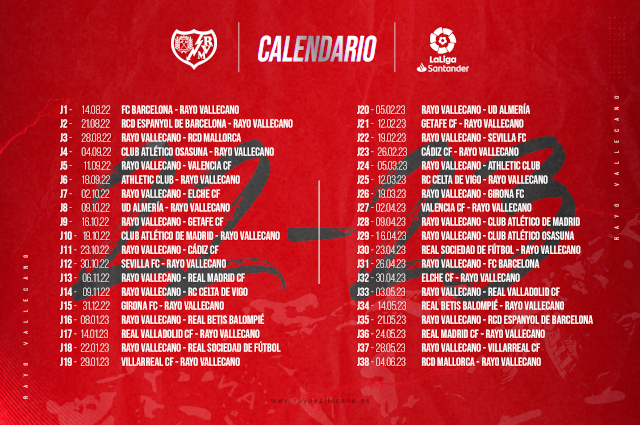 CALENDARIO
LaLiga
Santander
J1 - 14.08.22 FC BARCELONA - RAYO VALLECANO
J2 - 21.08.22 RCD ESPANYOL DE BARCELONA - RAYO VALLECANO
J3 - 28.08.22 RAYO VALLECANO - RCD MALLORCA
J4 - 04.09.22 CLUB ATLÉTICO OSASUNA - RAYO VALLECANO
J5 - 11.09.22 RAYO VALLECANO - VALENCIA CF
J6 - 18.09.22 ATHLETIC CLUB - RAYO VALLECANO
J7 - 02.10.22 RAYO VALLECANO - ELCHE CF
J8 - 09.10.22 UD ALMERÍA - RAYO VALLECANO
J9 - 16.10.22 RAYO VALLECANO - GETAFE CF
J10 - 19.10.22 CLUB ATLÉTICO DE MADRID - RAYO VALLECANO
J11 - 23.10.22 RAYO VALLECANO - CÁDIZ CF
J12 - 30.10.22 SEVILLA FC - RAYO VALLECANO
J13 - 06.11.22 RAYO VALLECANO - REAL MADRID CF
J14 - 09.11.22 RAYO VALLECANO - RC CELTA DE VIGO
J15 - 31.12.22 GIRONA FC - RAYO VALLECANO
J16 - 08.01.23 RAYO VALLECANO - REAL BETIS BALOMPIÉ
J17 - 14.01.23 REAL VALLADOLID CF - RAYO VALLECANO
J18 - 22.01.23 RAYO VALLECANO - REAL SOCIEDAD DE FÚTBOL
J19 - 29.01.23 VILLARREAL CF - RAYO VALLECANO
J20 - 05.02.23 RAYO VALLECANO - UD ALMERÍA
J21 - 12.02.23 GETAFE CF - RAYO VALLECANO
J22 - 19.02.23 RAYO VALLECANO - SEVILLA FC
J23 - 26.02.23 CÁDIZ CF - RAYO VALLECANO
J24 - 05.03.23 RAYO VALLECANO - ATHLETIC CLUB
J25 - 12.03.23 RC CELTA DE VIGO - RAYO VALLECANO
J26 - 19.03.23 RAYO VALLECANO - GIRONA FC
J27 - 02.04.23 VALENCIA CF - RAYO VALLECANO
J28 - 09.04.23 RAYO VALLECANO - CLUB ATLÉTICO DE MADRID
J29 - 16.04.23 RAYO VALLECANO - CLUB ATLÉTICO OSASUNA
J30 - 23.04.23 REAL SOCIEDAD DE FÚTBOL - RAYO VALLECANO
J31 - 26.04.23 RAYO VALLECANO - FC BARCELONA
J32 - 30.04.23 ELCHE CF - RAYO VALLECANO
J33 - 03.05.23 RAYO VALLECANO - REAL VALLADOLID CF
J34 - 14.05.23 REAL BETIS BALOMPIÉ - RAYO VALLECANO
J35 - 21.05.23 RAYO VALLECANO - RCD ESPANYOL DE BARCELONA
J36 - 24.05.23 REAL MADRID CF - RAYO VALLECANO
J37 - 28.05.23 RAYO VALLECANO - VILLARREAL CF
J38 - 04.06.23 RCD MALLORCA - RAYO VALLECANO
22-23
RAYO VALLECANO
RAYO VALLECANO
www.rayovallecano.es